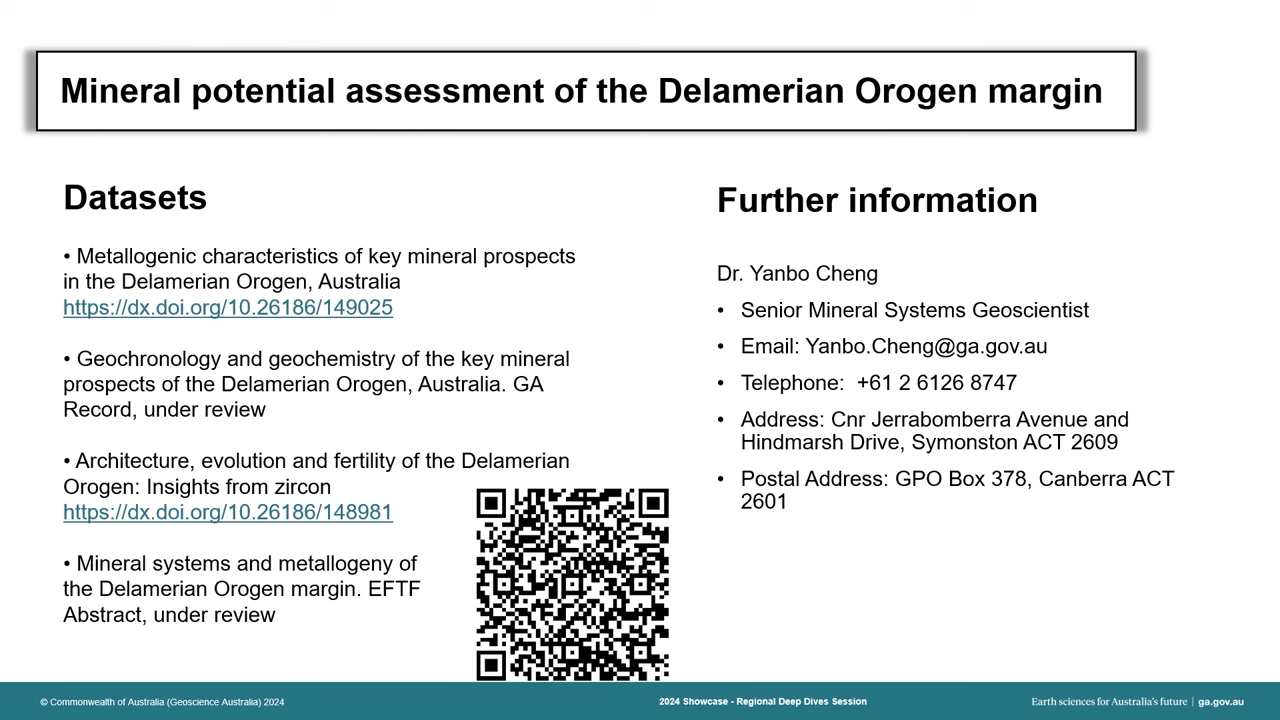 Mineral potential assessment of the Delamerian Orogen margin
Datasets
• Metallogenic characteristics of key mineral prospects
in the Delamerian Orogen, Australia
https://dx.doi.org/10.26186/149025
• Geochronology and geochemistry of the key mineral
prospects of the Delamerian Orogen, Australia. GA
Record, under review
• Architecture, evolution and fertility of the Delamerian
Orogen: Insights from zircon
https://dx.doi.org/10.26186/148981
• Mineral systems and metallogeny of
the Delamerian Orogen margin. EFTF
Abstract, under review
Further information
Dr. Yanbo Cheng
• Senior Mineral Systems Geoscientist
• Email: Yanbo.Cheng@ga.gov.au
• Telephone:  +61 2 6126 8747
• Address: Cnr Jerrabomberra Avenue and
Hindmarsh Drive, Symonston ACT 2609
• Postal Address: GPO Box 378, Canberra ACT
2601
© Commonwealth of Australia (Geoscience Australia) 2024
2024 Showcase - Regional Deep Dives Session
Earth sciences for Australia's future | ga.gov.au